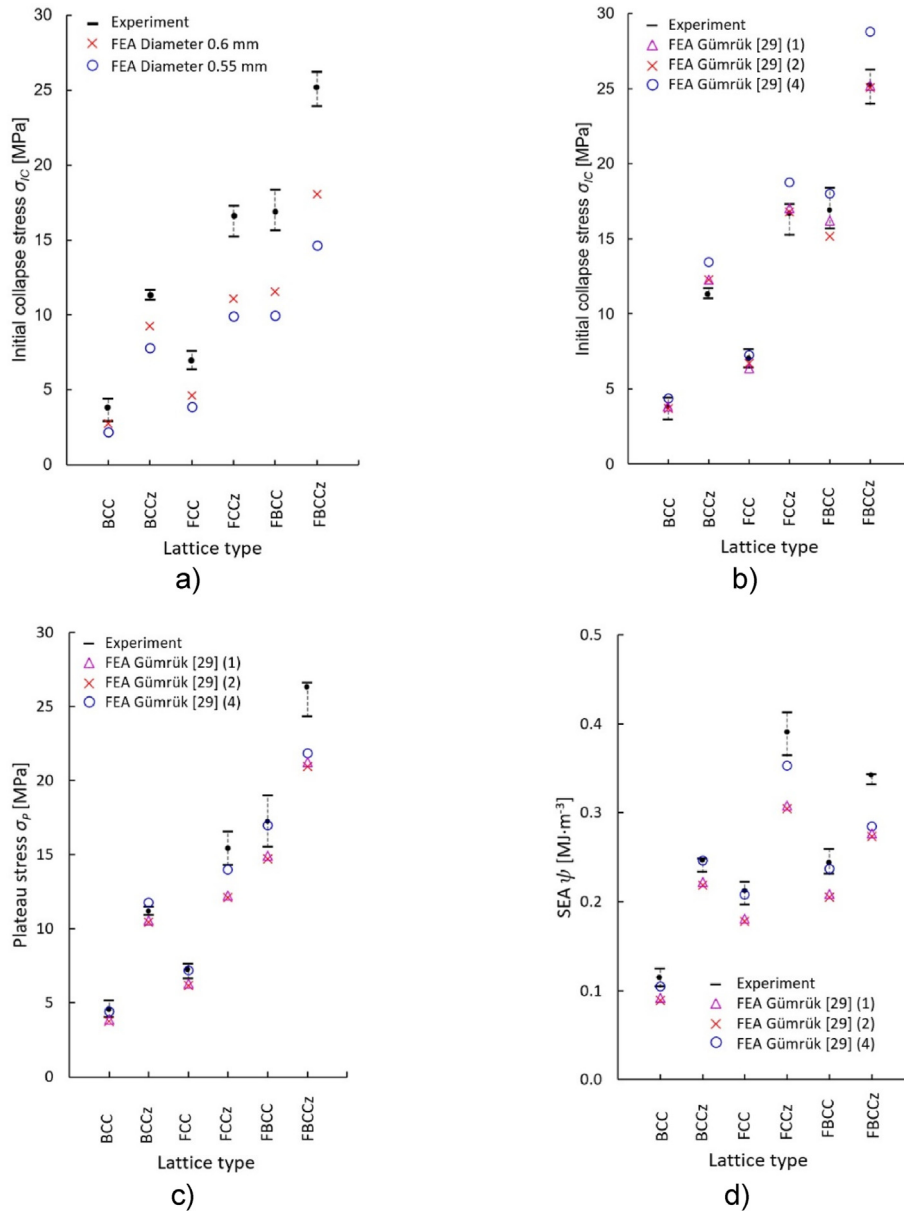 Experiment
FEA Diameter 0.6 mm
FEA Diameter 0.55 mm
Initial collapse stress σIC [MPa]
30
25
20
15
10
5
0
BCC
BCCz
FCC
FCCz
FBCC
FBCCz
Lattice type
a)
Experiment
FEA Gümrük [29] (1)
FEA Gümrük [29] (2)
FEA Gümrük [29] (4)
Initial collapse stress σIC [MPa]
30
25
20
15
10
5
0
BCC
BCCz
FCC
FCCz
FBCC
FBCCz
Lattice type
b)
Experiment
FEA Gümrük [29] (1)
FEA Gümrük [29] (2)
FEA Gümrük [29] (4)
Plateau stress σP [MPa]
30
25
20
15
10
5
0
BCC
BCCz
FCC
FCCz
FBCC
FBCCz
Lattice type
c)
SEA ψ [MJ·m⁻³]
0.5
0.4
0.3
0.2
0.1
0.0
Experiment
FEA Gümrük [29] (1)
FEA Gümrük [29] (2)
FEA Gümrük [29] (4)
BCC
BCCz
FCC
FCCz
FBCC
FBCCz
Lattice type
d)